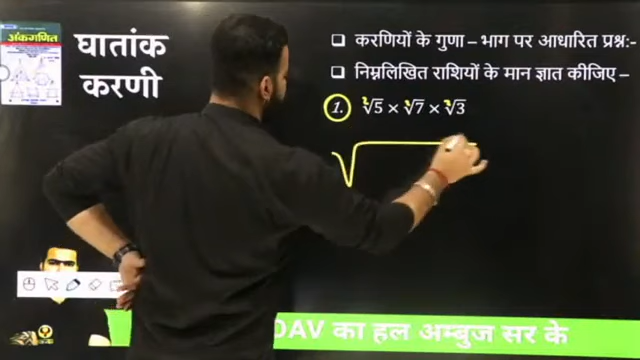 अंकगणित
घातांक
करणी
❑ करणियों के गुणा – भाग पर आधारित प्रश्न:-
❑ निम्नलिखित राशियों के मान ज्ञात कीजिए –
1. ∛5 × ∛7 × ∛3
√
DAV का हल अम्बुज सर के